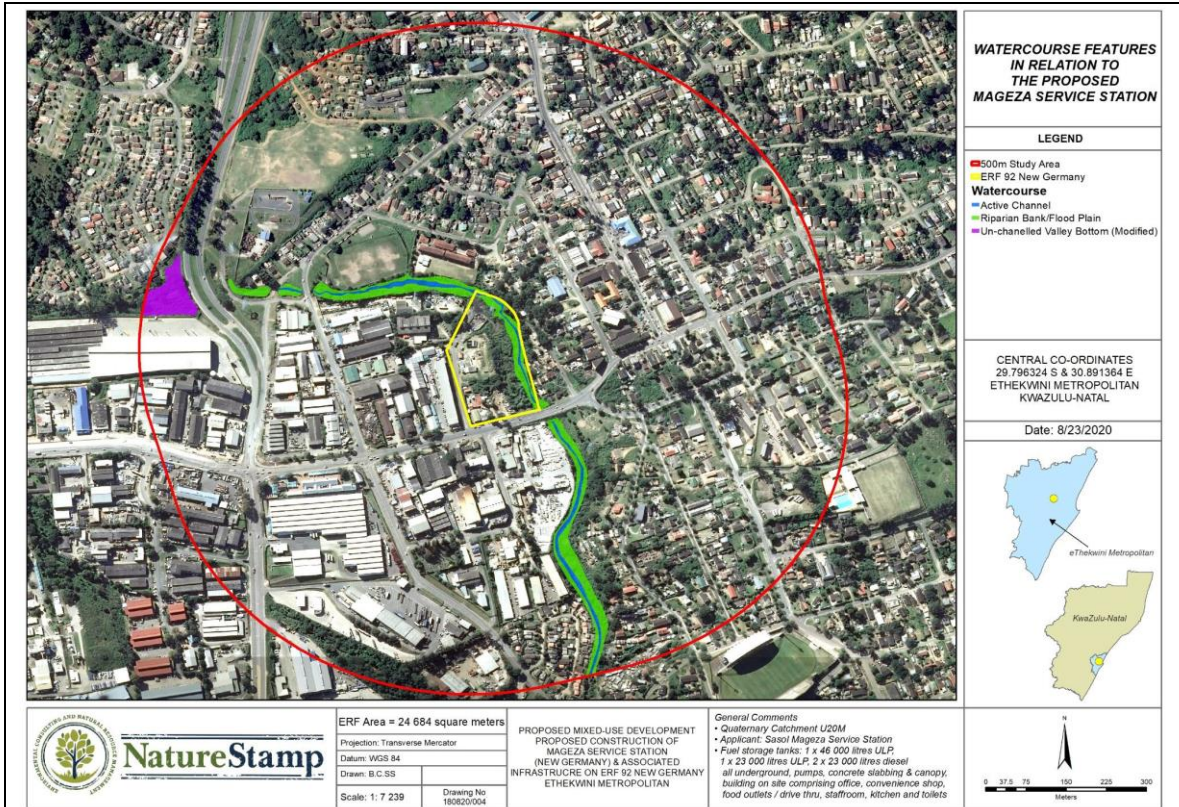 WATERCOURSE FEATURES
IN RELATION TO
THE PROPOSED
MAGEZA SERVICE STATION
LEGEND
500m Study Area
ERF 92 New Germany
Watercourse
Active Channel
Riparian Bank/Flood Plain
Un-chanelled Valley Bottom (Modified)
CENTRAL CO-ORDINATES
29.796324 S & 30.891364 E
ETHEKWINI METROPOLITAN
KWAZULU-NATAL
Date: 8/23/2020
eThekwini Metropolitan
KwaZulu-Natal
N
0 37.5 75 150 225 300
Meters
ENVIRONMENTAL CONSULTING AND NATURAL RESOURCES MANAGEMENT
NatureStamp
ERF Area = 24 684 square meters
Projection: Transverse Mercator
Datum: WGS 84
Drawn: B.C.SS
Scale: 1: 7 239
Drawing No
180820/004
PROPOSED MIXED-USE DEVELOPMENT
PROPOSED CONSTRUCTION OF
MAGEZA SERVICE STATION
(NEW GERMANY) & ASSOCIATED
INFRASTRUCRE ON ERF 92 NEW GERMANY
ETHEKWINI METROPOLITAN
General Comments
• Quaternary Catchment U20M
• Applicant: Sasol Mageza Service Station
• Fuel storage tanks: 1 x 46 000 litres ULP,
1 x 23 000 litres ULP, 2 x 23 000 litres diesel
all underground, pumps, concrete slabbing & canopy,
building on site comprising office, convenience shop,
food outlets / drive thru, staffroom, kitchen and toilets